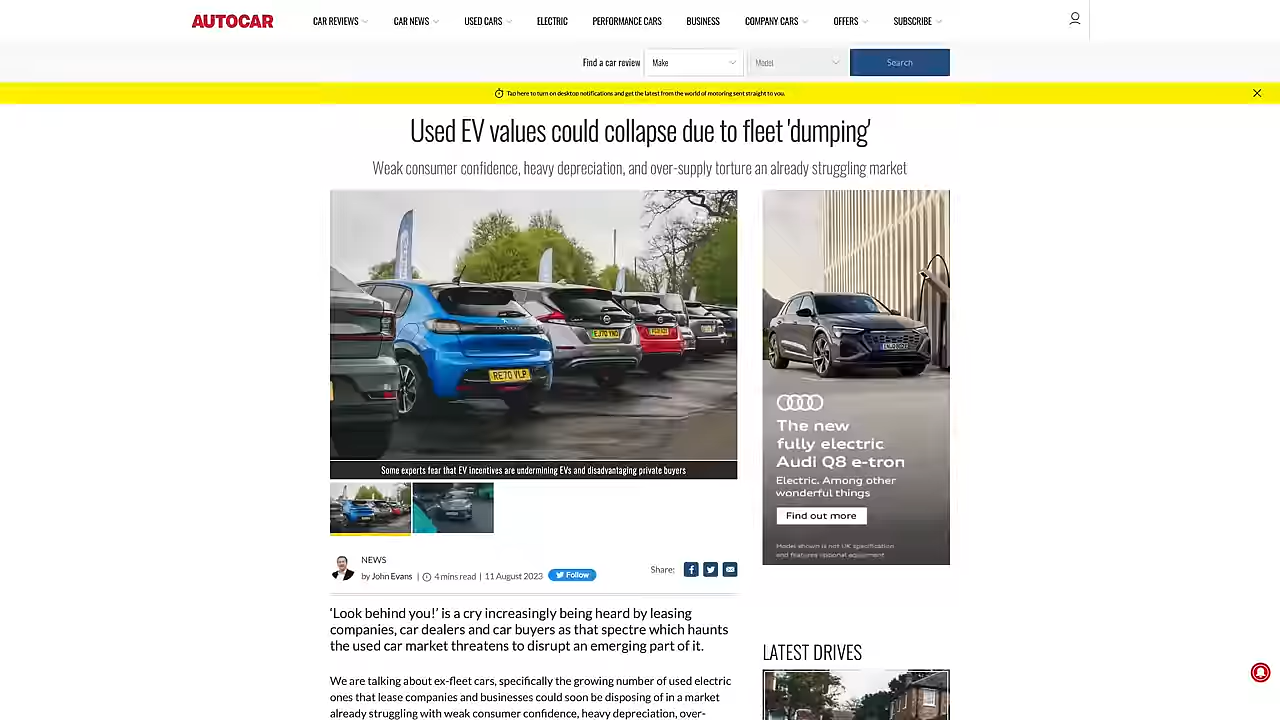 AUTOCAR
CAR REVIEWS
CAR NEWS
USED CARS
ELECTRIC
PERFORMANCE CARS
BUSINESS
COMPANY CARS
OFFERS
SUBSCRIBE
Find a car review
Make
Model
Search
Tap here to turn on desktop notifications and get the latest from the world of motoring sent straight to you.
Used EV values could collapse due to fleet 'dumping'
Weak consumer confidence, heavy depreciation, and over-supply torture an already struggling market
RE70 VLP
EJ70 YND
Some experts fear that EV incentives are undermining EVs and disadvantaging private buyers
NEWS
by John Evans | 4 mins read | 11 August 2023 Follow
Share:
‘Look behind you!’ is a cry increasingly being heard by leasing
companies, car dealers and car buyers as that spectre which haunts
the used car market threatens to disrupt an emerging part of it.
We are talking about ex-fleet cars, specifically the growing number of used electric
ones that lease companies and businesses could soon be disposing of in a market
already struggling with weak consumer confidence, heavy depreciation, over-
The new
fully electric
Audi Q8 e-tron
Electric. Among other
wonderful things
Find out more
Model shown is not UK specification
and features optional equipment
LATEST DRIVES